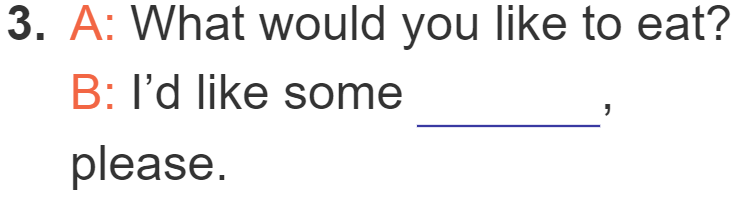 3. A: What would you like to eat?
B: I’d like some ________,
please.